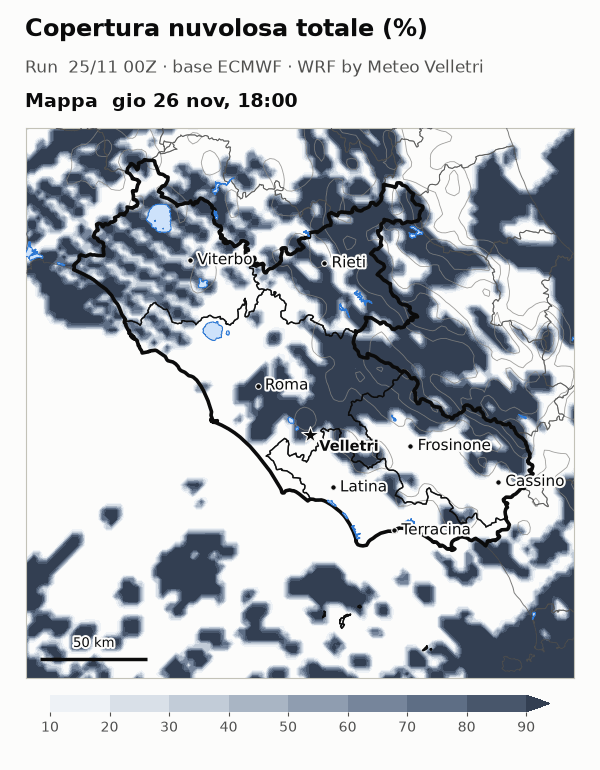 Copertura nuvolosa totale (%)
Run  25/11 00Z · base ECMWF · WRF by Meteo Velletri
Mappa  gio 26 nov, 18:00
Viterbo
Rieti
Roma
Velletri
Frosinone
Cassino
Latina
Terracina
50 km
10 20 30 40 50 60 70 80 90